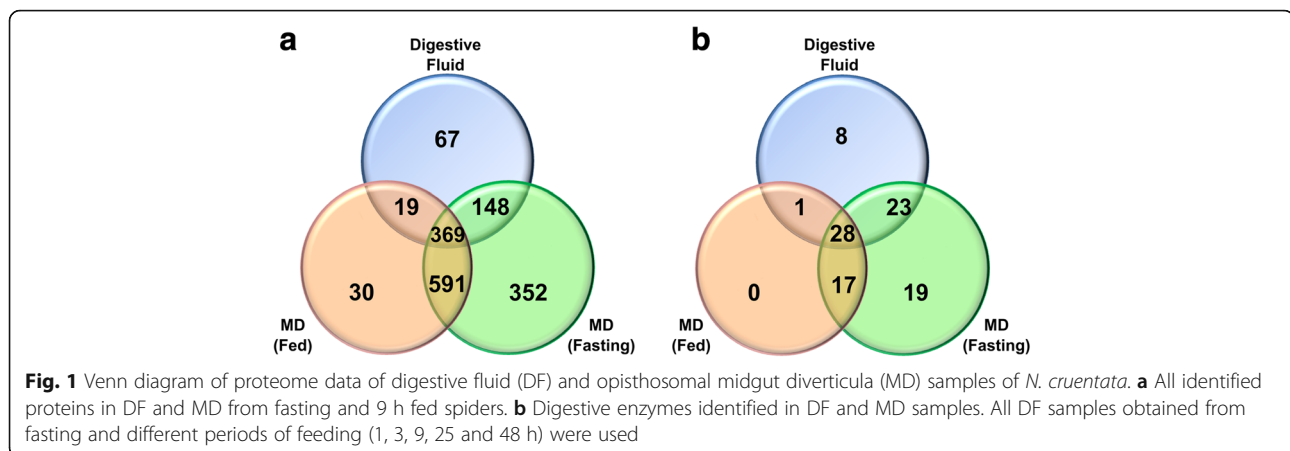 a
Digestive
Fluid
67
19
148
369
30
591
352
MD
(Fed)
MD
(Fasting)
b
Digestive
Fluid
8
1
23
28
0
17
19
MD
(Fed)
MD
(Fasting)
Fig. 1 Venn diagram of proteome data of digestive fluid (DF) and opisthosomal midgut diverticula (MD) samples of N. cruentata. a All identified
proteins in DF and MD from fasting and 9 h fed spiders. b Digestive enzymes identified in DF and MD samples. All DF samples obtained from
fasting and different periods of feeding (1, 3, 9, 25 and 48 h) were used